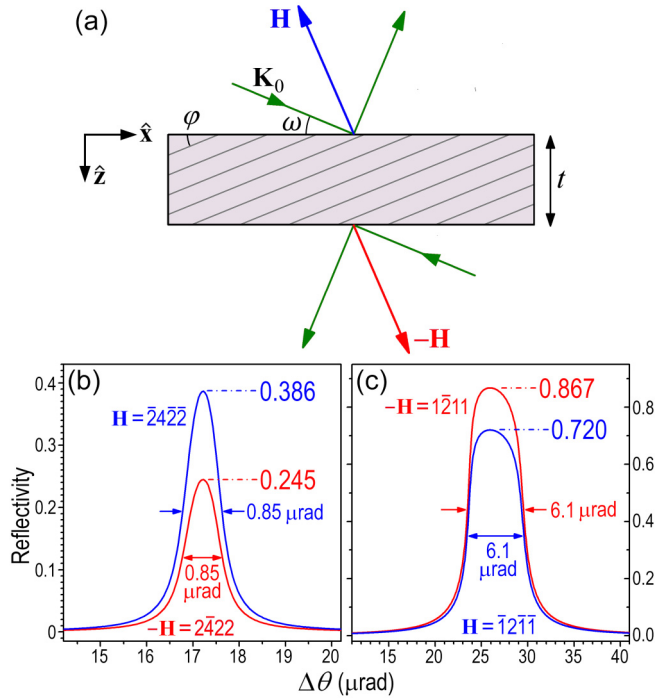 (a)
H
K₀
φ
ω
x̂
ẑ
t
–H
(b)
0.4
0.3
0.2
0.1
0
Reflectivity
0.386
H = 2̄42̄2̄
0.245
0.85 μrad
0.85
μrad
–H=24̄22
15 16 17 18 19 20
(c)
–H=12̄11
0.867
0.720
6.1 μrad
6.1
μrad
H=1̄21̄1̄
0.8
0.6
0.4
0.2
0.0
15 20 25 30 35 40
Δθ (μrad)